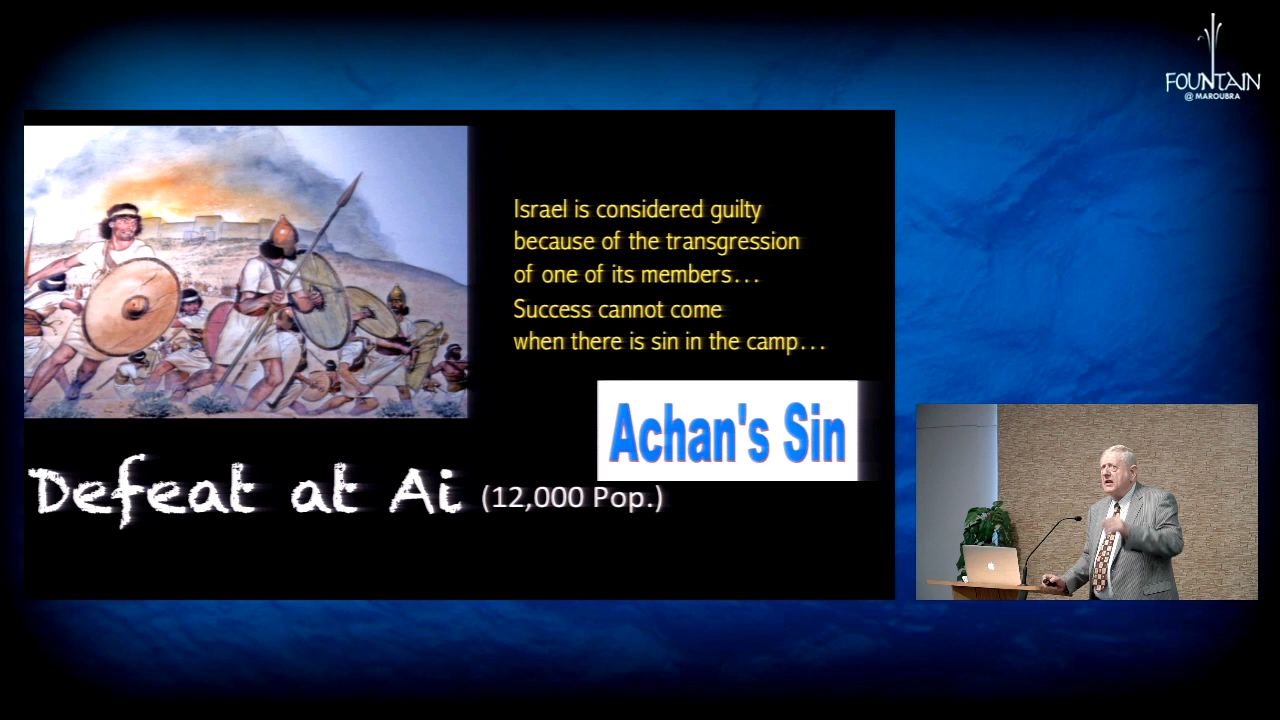 FOUNTAIN
@ MAROUBRA
Israel is considered guilty
because of the transgression
of one of its members...
Success cannot come
when there is sin in the camp...
Achan's Sin
Defeat at Ai (12,000 Pop.)